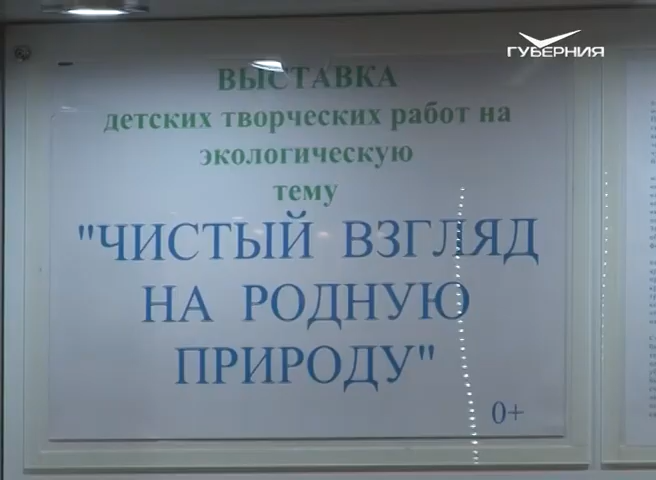 ГУБЕРНИЯ
ВЫСТАВКА
детских творческих работ на
экологическую
тему
"ЧИСТЫЙ ВЗГЛЯД
НА РОДНУЮ
ПРИРОДУ"
0+